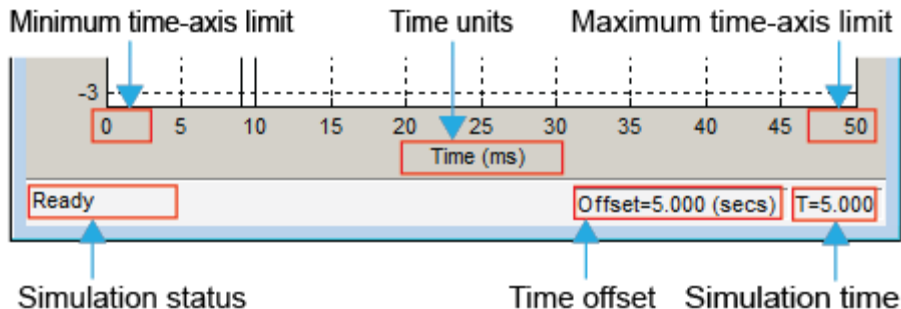 Minimum time-axis limit Time units Maximum time-axis limit
-3
0 5 10 15 20 25 30 35 40 45 50
Time (ms)
Ready Offset=5.000 (secs) T=5.000
Simulation status Time offset Simulation time